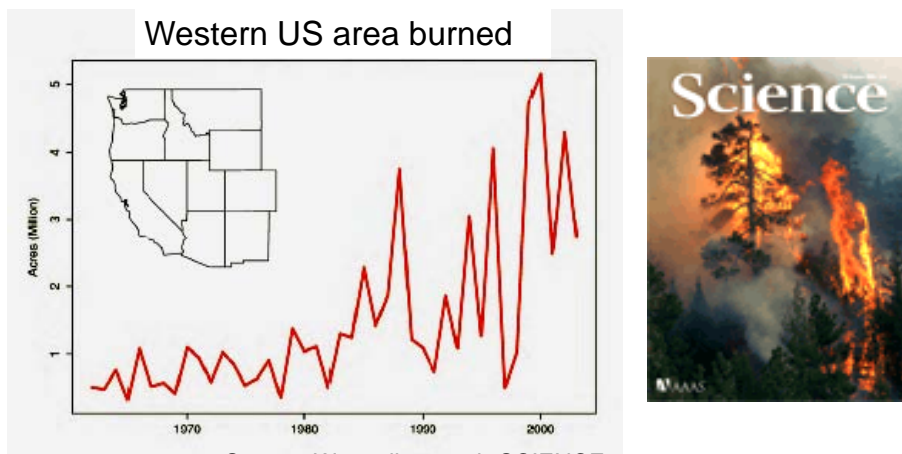 Western US area burned
Acres (Million)
5
4
3
2
1
1970
1980
1990
2000
Science
AAAS